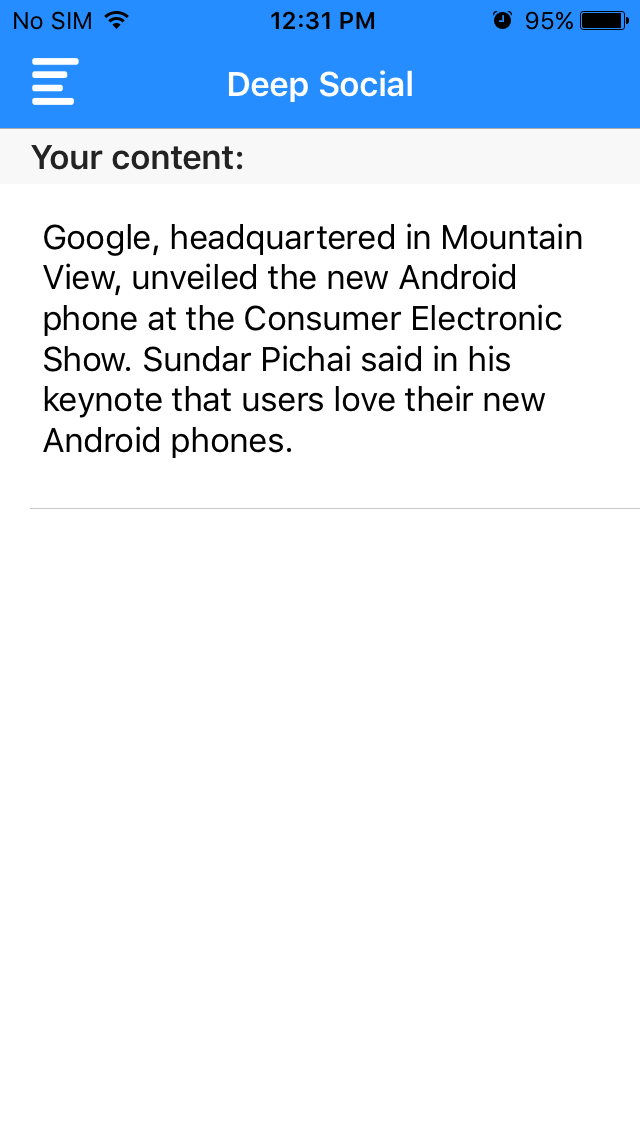 No SIM 12:31 PM 95%
Deep Social
Your content:
Google, headquartered in Mountain
View, unveiled the new Android
phone at the Consumer Electronic
Show. Sundar Pichai said in his
keynote that users love their new
Android phones.